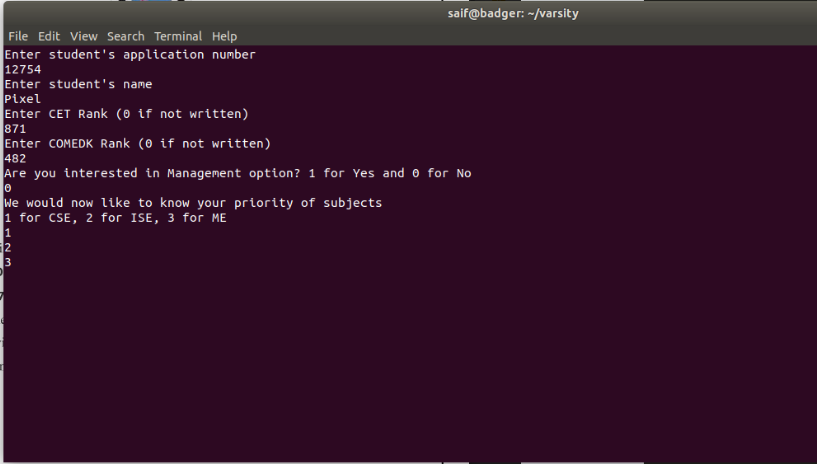 saif@badger: ~/varsity
File Edit View Search Terminal Help
Enter student's application number
12754
Enter student's name
Pixel
Enter CET Rank (0 if not written)
871
Enter COMEDK Rank (0 if not written)
482
Are you interested in Management option? 1 for Yes and 0 for No
0
We would now like to know your priority of subjects
1 for CSE, 2 for ISE, 3 for ME
1
2
3